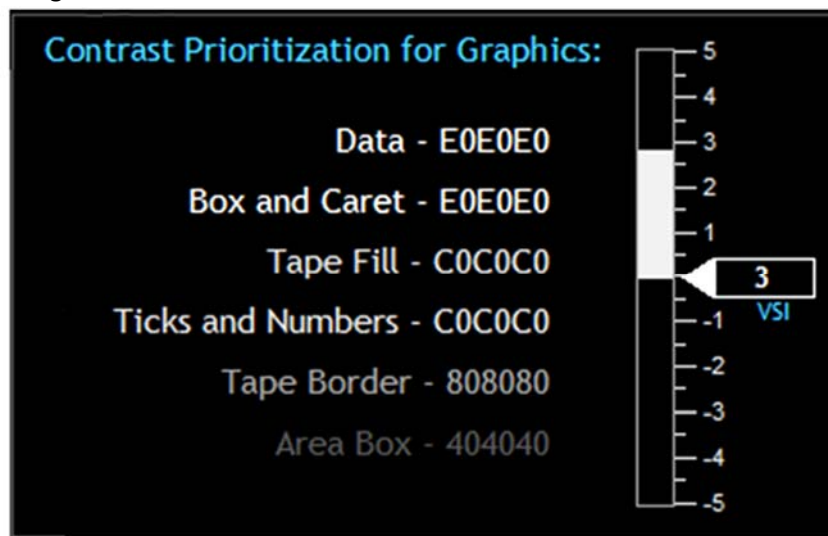 Contrast Prioritization for Graphics:
Data - E0E0E0
Box and Caret - E0E0E0
Tape Fill - C0C0C0
Ticks and Numbers - C0C0C0
Tape Border - 808080
Area Box - 404040
5
4
3
2
1
3
VSI
-1
-2
-3
-4
-5